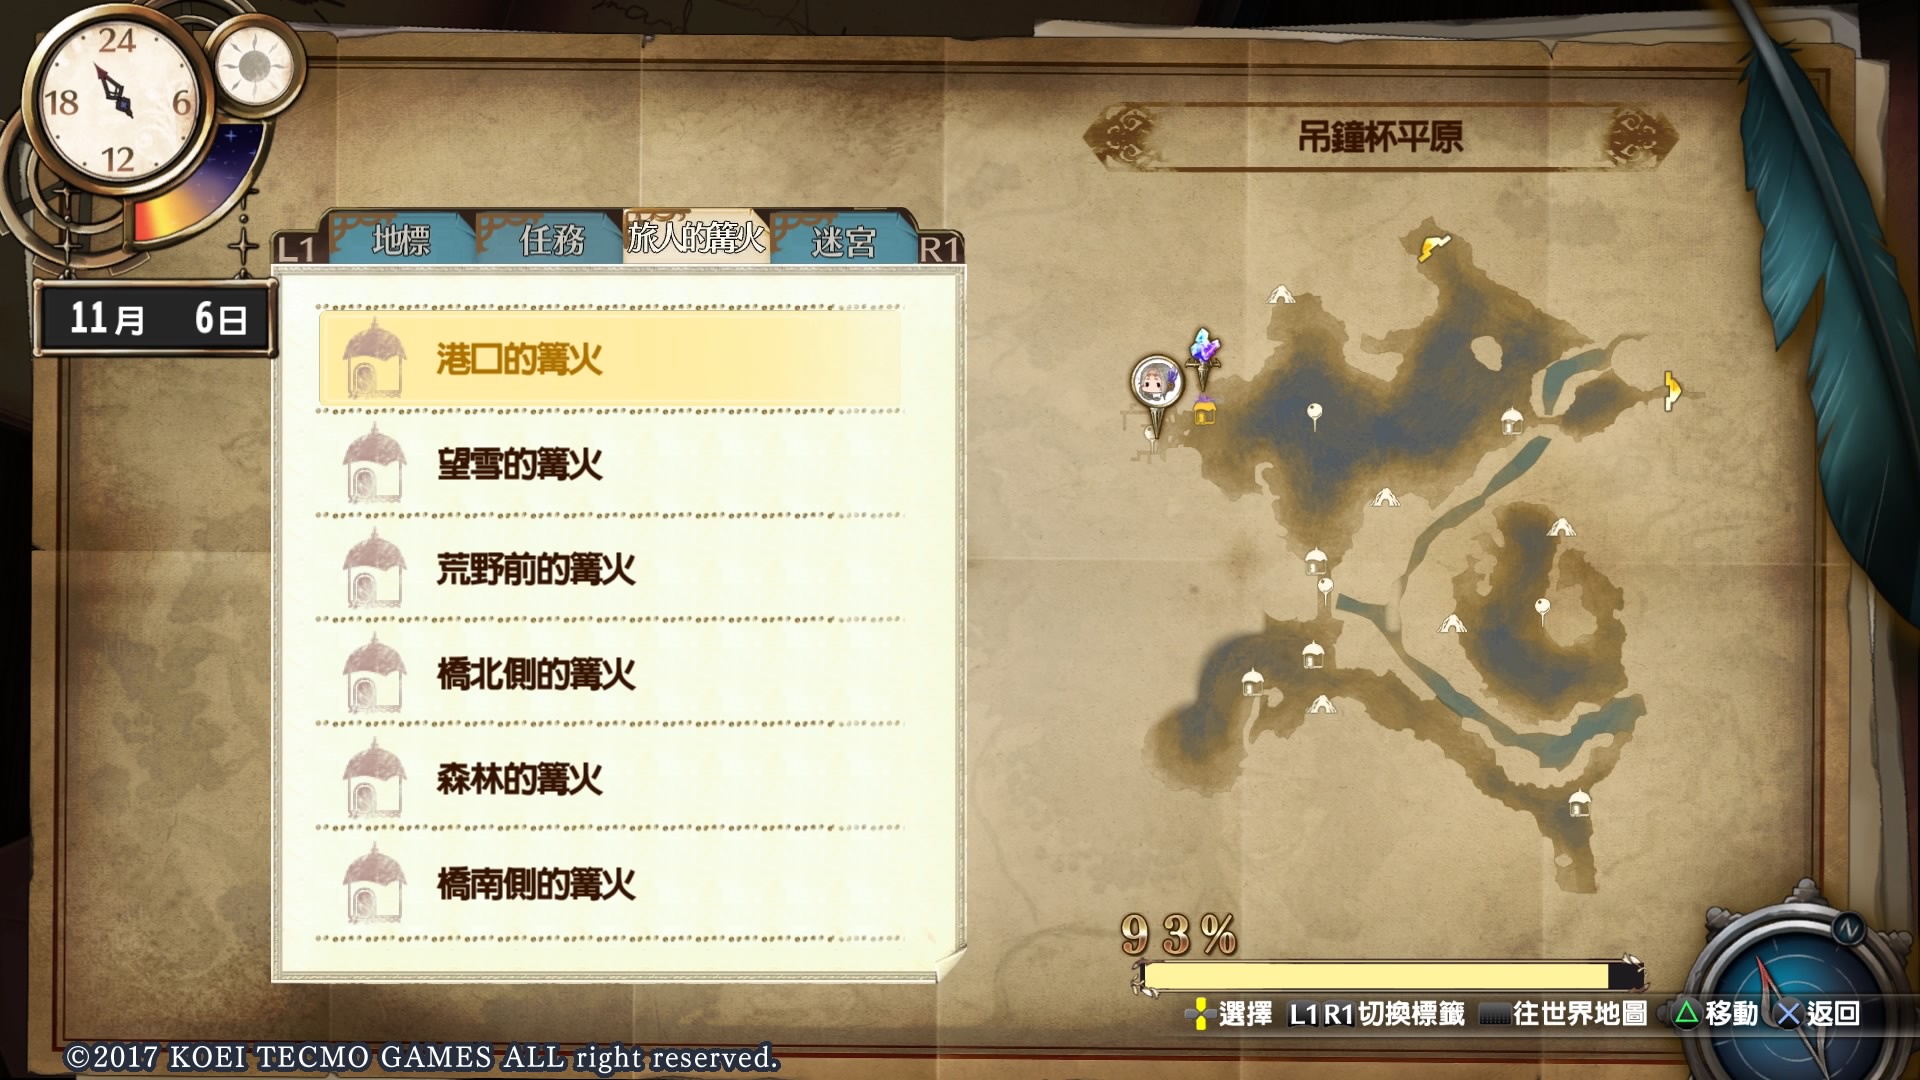 24
18
6
12
11月 6日
吊鐘杯平原
L1 地標 任務 旅人的篝火 迷宮 R1
港口的篝火
望雪的篝火
荒野前的篝火
橋北側的篝火
森林的篝火
橋南側的篝火
93%
N
選擇 L1 R1切換標籤 往世界地圖 移動 返回
©2017 KOEI TECMO GAMES ALL right reserved.